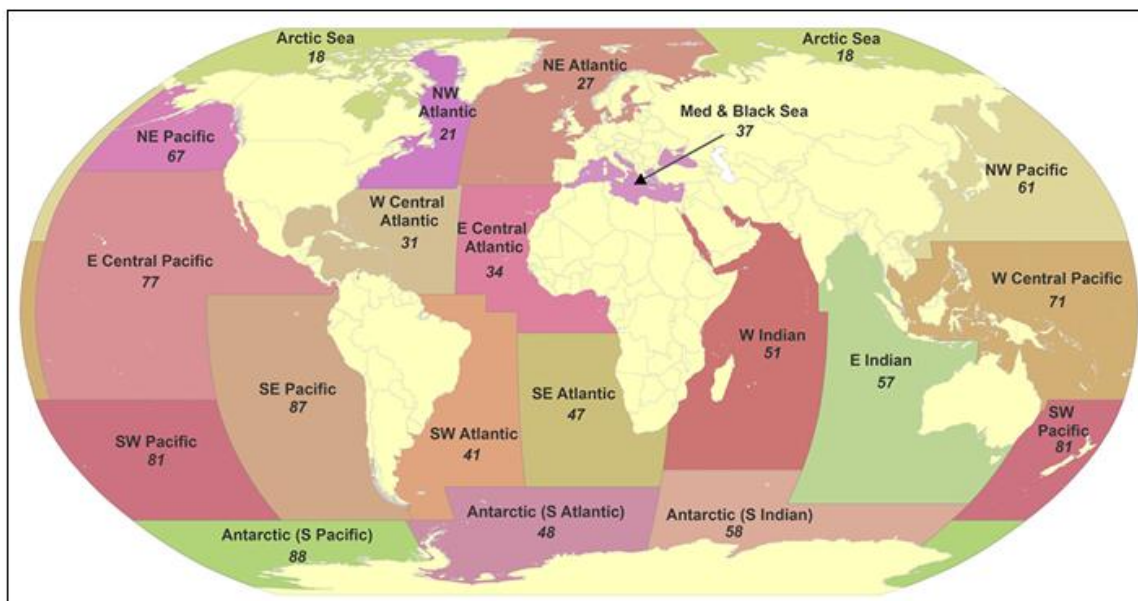 Arctic Sea
18
Arctic Sea
18
NE Atlantic
27
NW
Atlantic
21
Med & Black Sea
37
NE Pacific
67
NW Pacific
61
W Central
Atlantic
31
E Central
Atlantic
34
E Central Pacific
77
W Central Pacific
71
W Indian
51
E Indian
57
SE Pacific
87
SE Atlantic
47
SW Atlantic
41
SW Pacific
81
SW
Pacific
81
Antarctic (S Atlantic)
48
Antarctic (S Indian)
58
Antarctic (S Pacific)
88